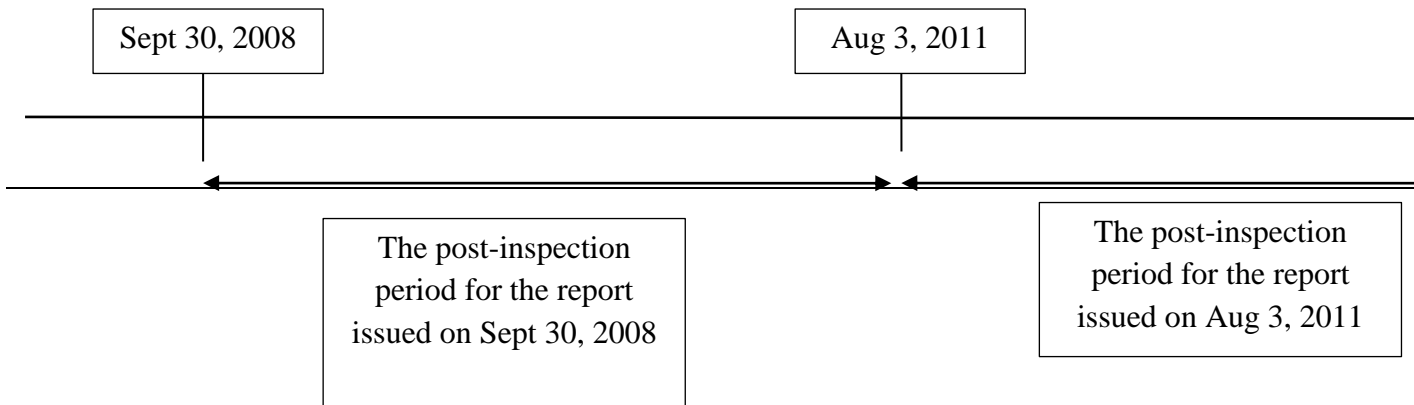 Sept 30, 2008
Aug 3, 2011
The post-inspection
period for the report
issued on Sept 30, 2008
The post-inspection
period for the report
issued on Aug 3, 2011